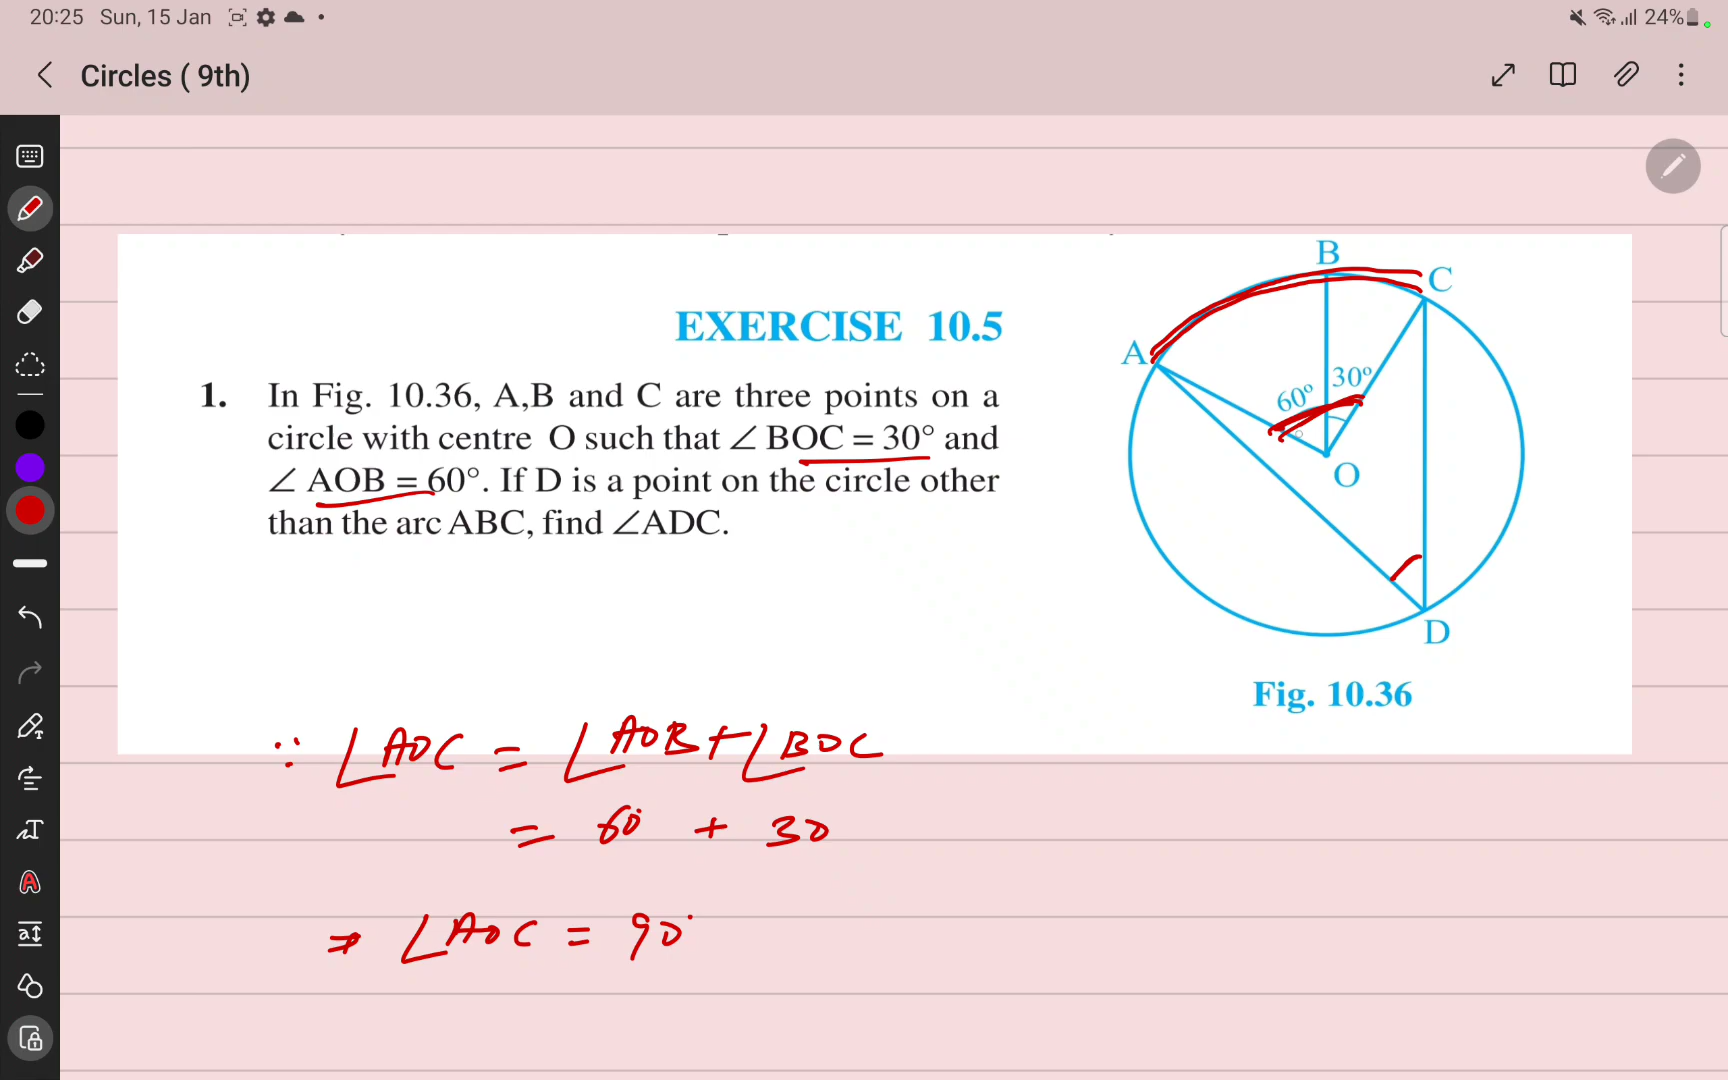 20:25 Sun, 15 Jan
24%
Circles ( 9th)
EXERCISE 10.5
1. In Fig. 10.36, A,B and C are three points on a
circle with centre O such that ∠ BOC = 30° and
∠ AOB = 60°. If D is a point on the circle other
than the arc ABC, find ∠ADC.
B
C
A
60° 30°
O
D
Fig. 10.36
∵ ∠AOC = ∠AOB + ∠BOC
= 60° + 30
⇒ ∠AOC = 90°